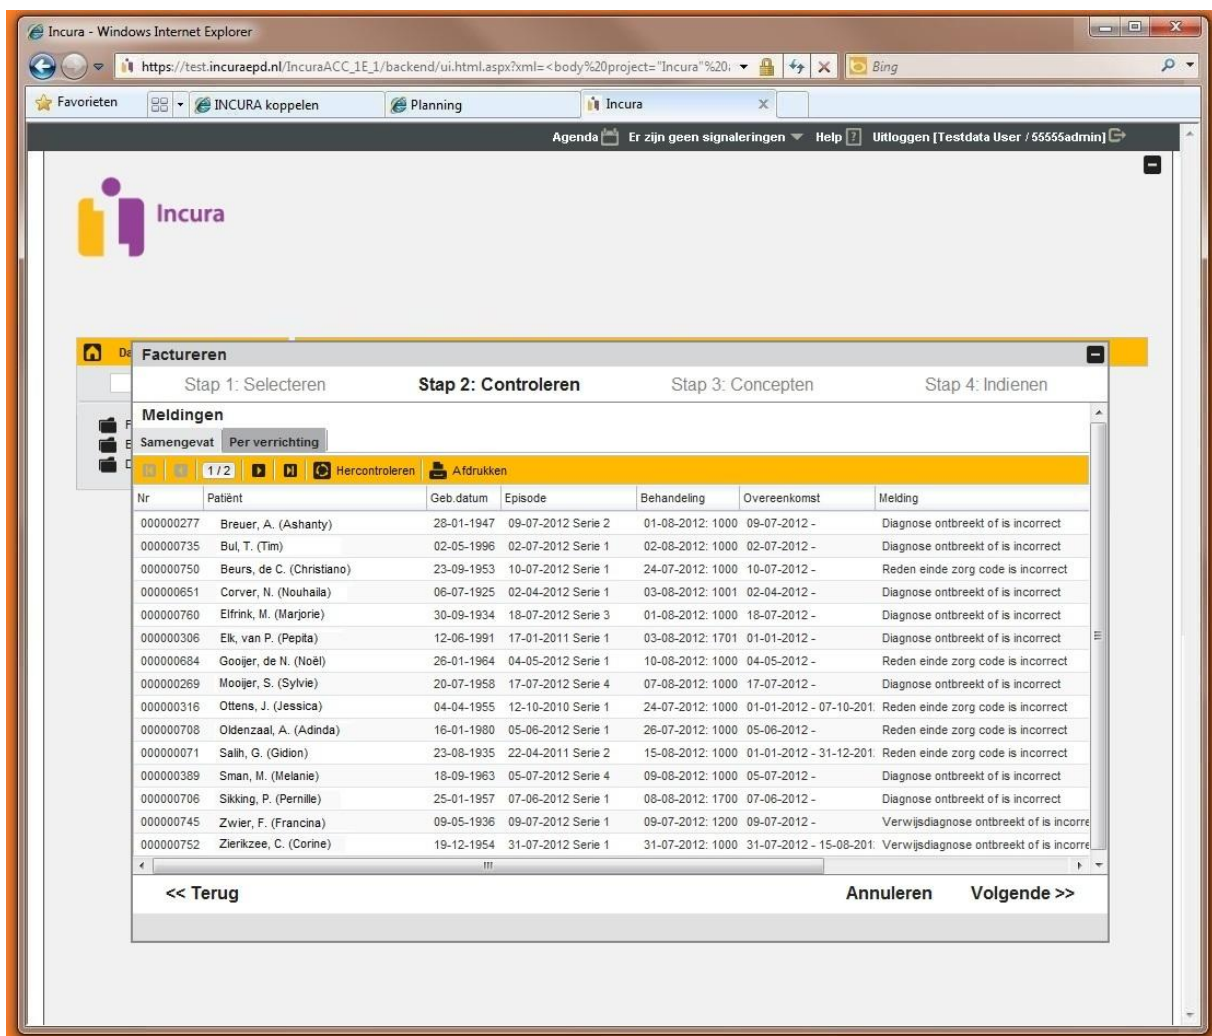 Incura - Windows Internet Explorer
https://test.incuraepd.nl/IncuraACC_1E_1/backend/ui.html.aspx?xml=<body%20project="Incura"%20 Bing
Favorieten INCURA koppelen Planning Incura
Agenda Er zijn geen signaleringen Help ? Uitloggen [Testdata User / 55555admin]
Incura
Factureren
Stap 1: Selecteren Stap 2: Controleren Stap 3: Concepten Stap 4: Indienen
Meldingen
Samengevat Per verrichting
1 / 2 Hercontroleren Afdrukken
Nr Patiënt Geb.datum Episode Behandeling Overeenkomst Melding
000000277 Breuer, A. (Ashanty) 28-01-1947 09-07-2012 Serie 2 01-08-2012: 1000 09-07-2012 - Diagnose ontbreekt of is incorrect
000000735 Bul, T. (Tim) 02-05-1996 02-07-2012 Serie 1 02-08-2012: 1000 02-07-2012 - Diagnose ontbreekt of is incorrect
000000750 Beurs, de C. (Christiano) 23-09-1953 10-07-2012 Serie 1 24-07-2012: 1000 10-07-2012 - Reden einde zorg code is incorrect
000000651 Corver, N. (Nouhaila) 06-07-1925 02-04-2012 Serie 1 03-08-2012: 1001 02-04-2012 - Diagnose ontbreekt of is incorrect
000000760 Elfrink, M. (Marjorie) 30-09-1934 18-07-2012 Serie 3 01-08-2012: 1000 18-07-2012 - Diagnose ontbreekt of is incorrect
000000306 Elk, van P. (Pepita) 12-06-1991 17-01-2011 Serie 1 03-08-2012: 1701 01-01-2012 - Diagnose ontbreekt of is incorrect
000000684 Gooijer, de N. (Noèl) 26-01-1964 04-05-2012 Serie 1 10-08-2012: 1000 04-05-2012 - Reden einde zorg code is incorrect
000000269 Mooijer, S. (Sylvie) 20-07-1958 17-07-2012 Serie 4 07-08-2012: 1000 17-07-2012 - Diagnose ontbreekt of is incorrect
000000316 Ottens, J. (Jessica) 04-04-1955 12-10-2010 Serie 1 24-07-2012: 1000 01-01-2012 - 07-10-201 Reden einde zorg code is incorrect
000000708 Oldenzaal, A. (Adinda) 16-01-1980 05-06-2012 Serie 1 26-07-2012: 1000 05-06-2012 - Reden einde zorg code is incorrect
000000071 Salih, G. (Gidion) 23-08-1935 22-04-2011 Serie 2 15-08-2012: 1000 01-01-2012 - 31-12-201 Reden einde zorg code is incorrect
000000389 Sman, M. (Melanie) 18-09-1963 05-07-2012 Serie 4 09-08-2012: 1000 05-07-2012 - Diagnose ontbreekt of is incorrect
000000706 Sikking, P. (Pernille) 25-01-1957 07-06-2012 Serie 1 08-08-2012: 1700 07-06-2012 - Diagnose ontbreekt of is incorrect
000000745 Zwier, F. (Francina) 09-05-1936 09-07-2012 Serie 1 09-07-2012: 1200 09-07-2012 - Verwijsdiagnose ontbreekt of is incorre
000000752 Zierikzee, C. (Corine) 19-12-1954 31-07-2012 Serie 1 31-07-2012: 1000 31-07-2012 - 15-08-201 Verwijsdiagnose ontbreekt of is incorre
<< Terug Annuleren Volgende >>